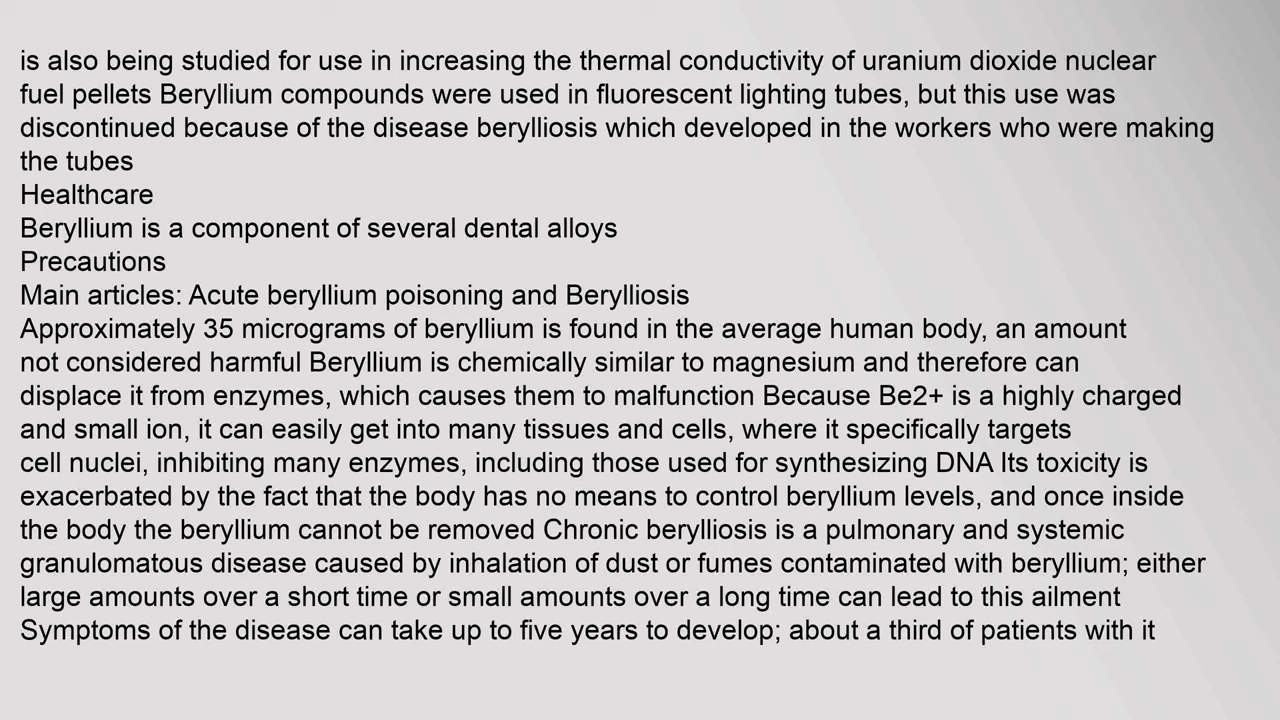 is also being studied for use in increasing the thermal conductivity of uranium dioxide nuclear
fuel pellets Beryllium compounds were used in fluorescent lighting tubes, but this use was
discontinued because of the disease berylliosis which developed in the workers who were making
the tubes
Healthcare
Beryllium is a component of several dental alloys
Precautions
Main articles: Acute beryllium poisoning and Berylliosis
Approximately 35 micrograms of beryllium is found in the average human body, an amount
not considered harmful Beryllium is chemically similar to magnesium and therefore can
displace it from enzymes, which causes them to malfunction Because Be2+ is a highly charged
and small ion, it can easily get into many tissues and cells, where it specifically targets
cell nuclei, inhibiting many enzymes, including those used for synthesizing DNA Its toxicity is
exacerbated by the fact that the body has no means to control beryllium levels, and once inside
the body the beryllium cannot be removed Chronic berylliosis is a pulmonary and systemic
granulomatous disease caused by inhalation of dust or fumes contaminated with beryllium; either
large amounts over a short time or small amounts over a long time can lead to this ailment
Symptoms of the disease can take up to five years to develop; about a third of patients with it